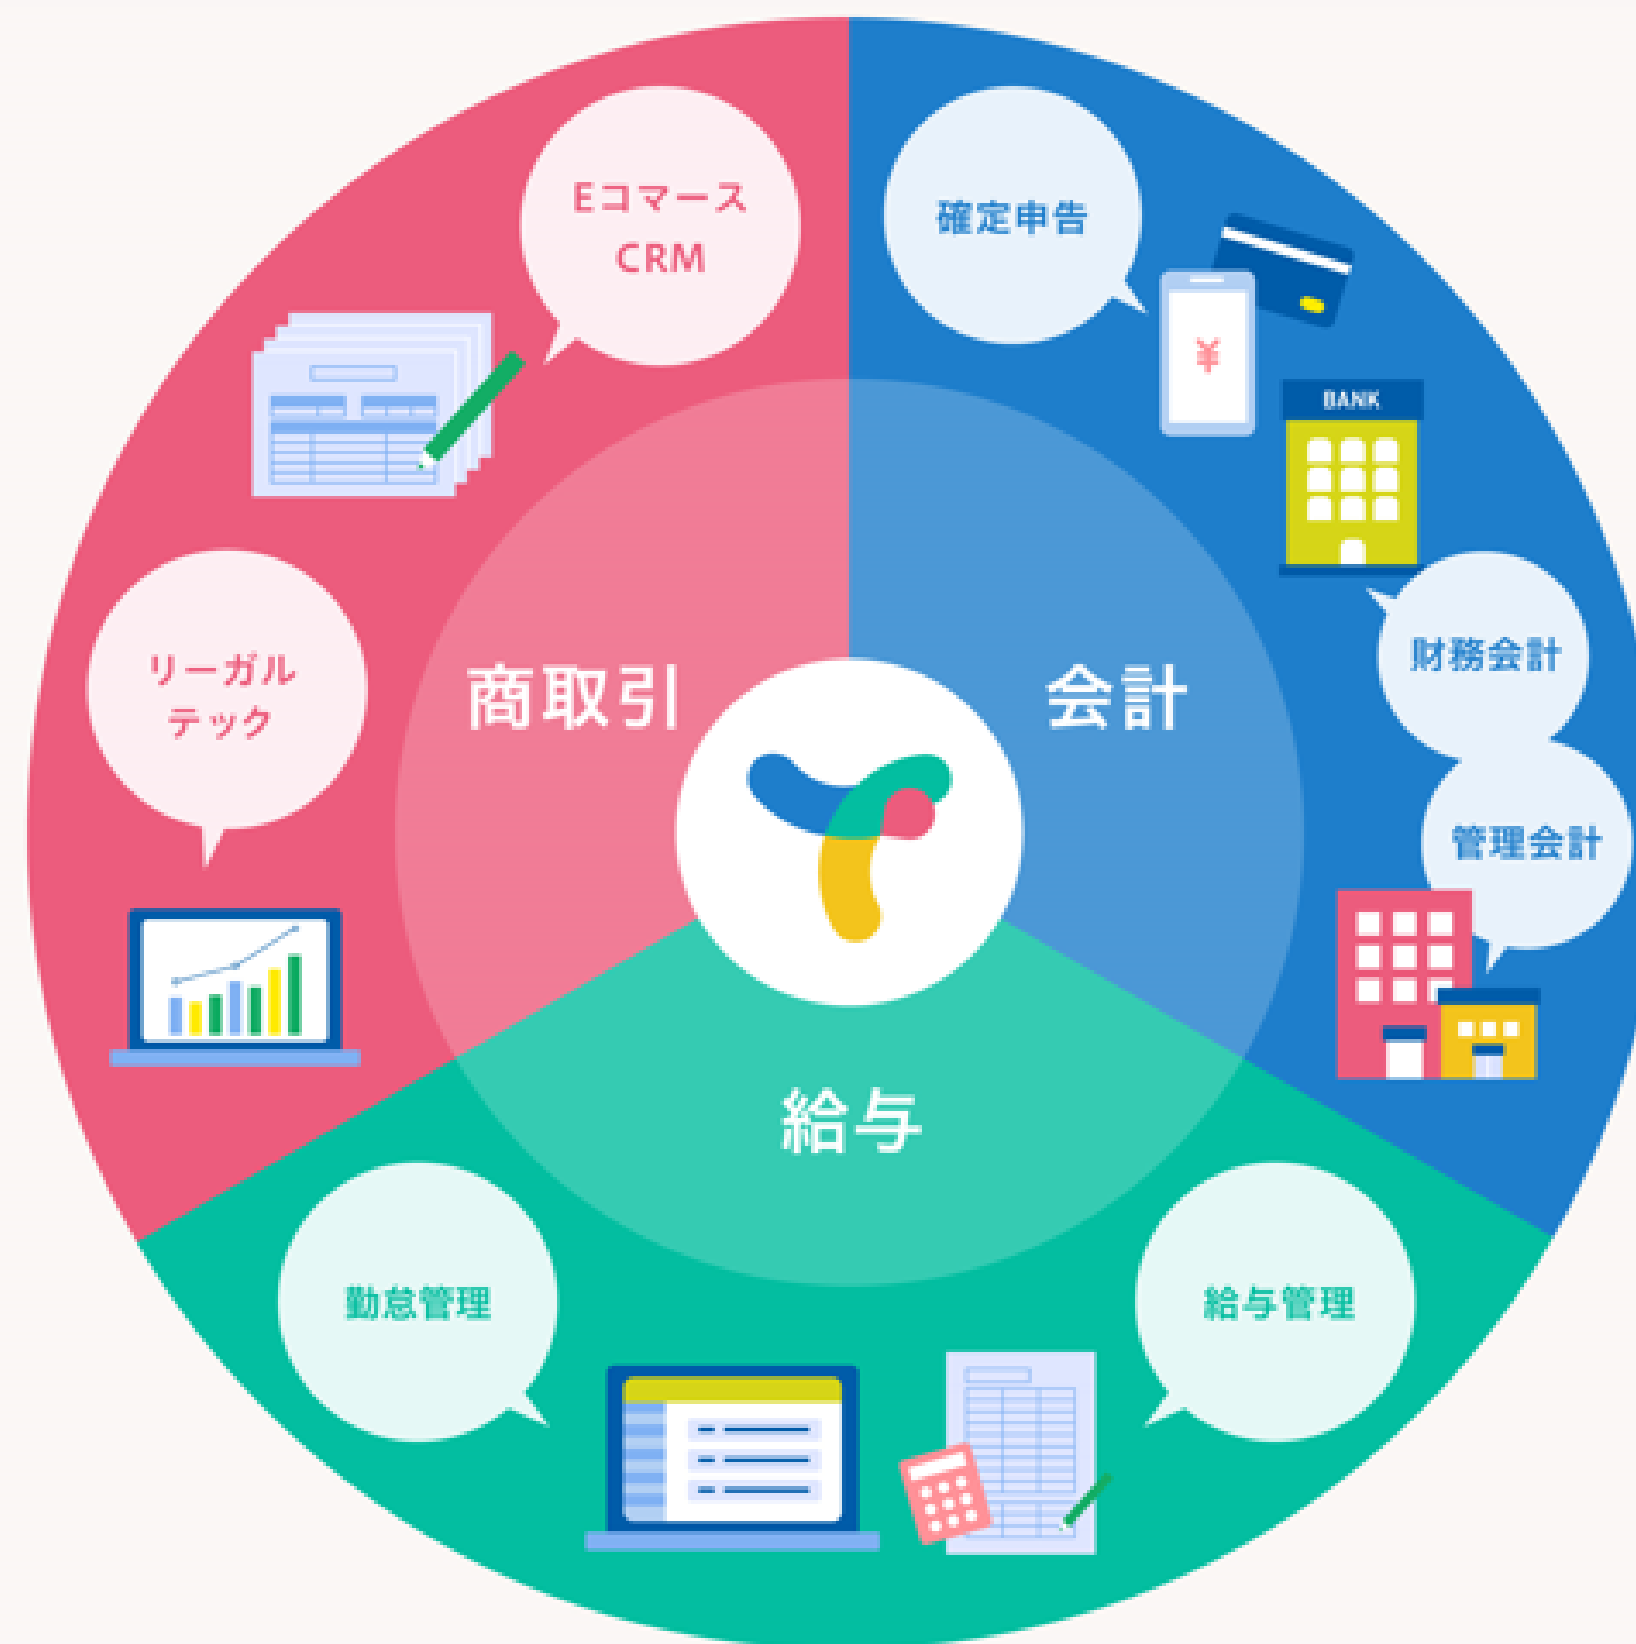 Eコマース
CRM
確定申告
¥
BANK
リーガル
テック
商取引
会計
財務会計
管理会計
給与
勤怠管理
給与管理